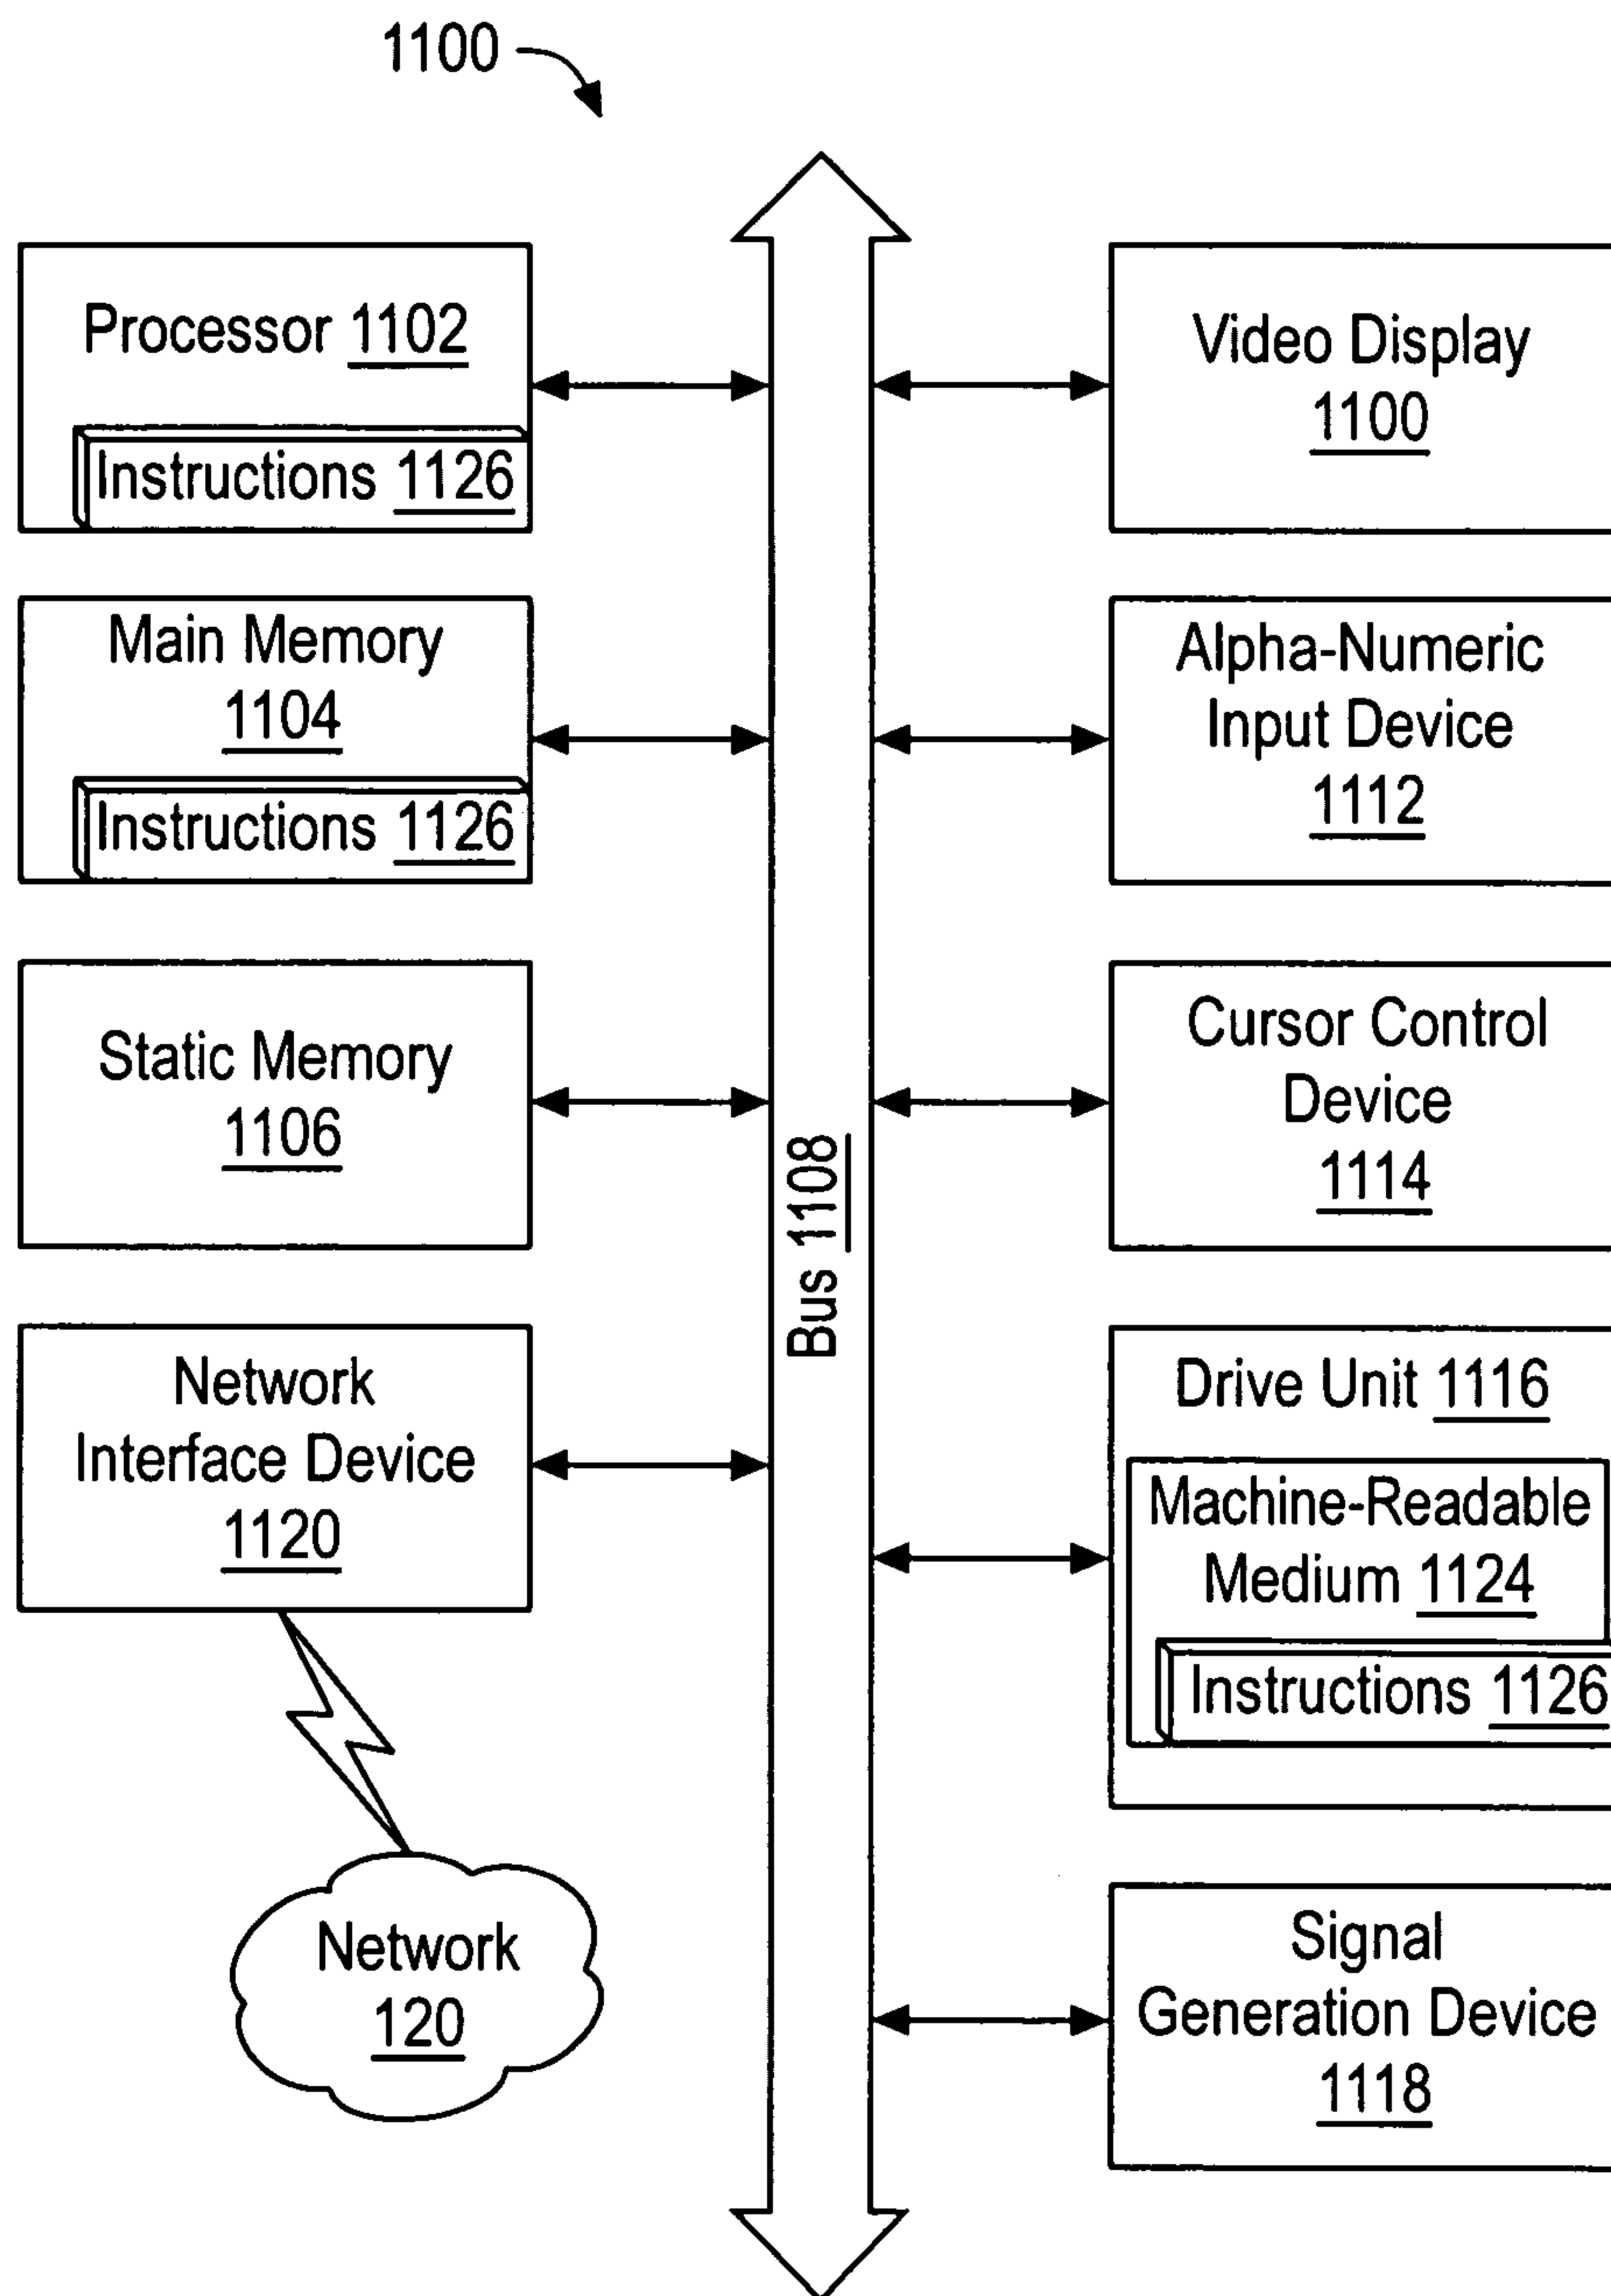 1100
Processor 1102
Instructions 1126
Main Memory
1104
Instructions 1126
Static Memory
1106
Network
Interface Device
1120
Network
120
Bus 1108
Video Display
1100
Alpha-Numeric
Input Device
1112
Cursor Control
Device
1114
Drive Unit 1116
Machine-Readable
Medium 1124
Instructions 1126
Signal
Generation Device
1118